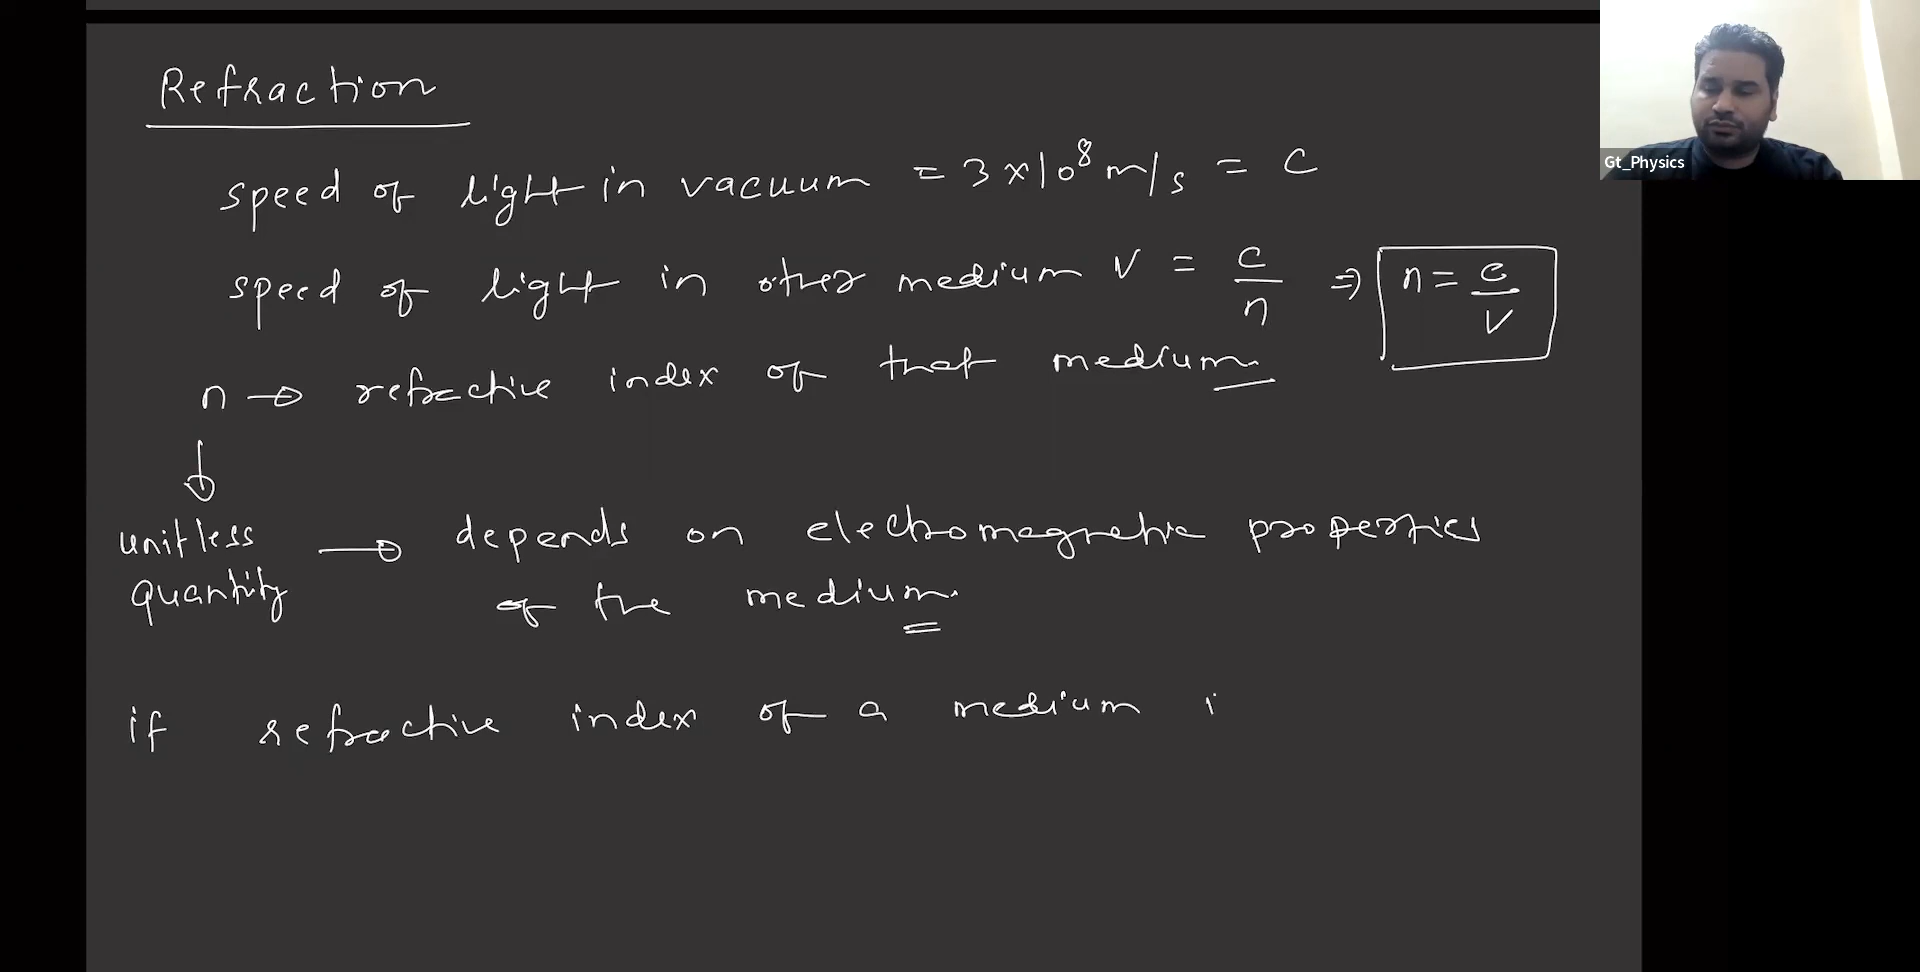 Refraction
speed of light in vacuum = 3 x 10⁸ m/s = c
speed of light in other medium v = c/n ⇒ n = c/v
n → refractive index of that medium.
↓
unitless quantity → depends on electromagnetic properties
of the medium.
if refractive index of a medium i
Gt_Physics